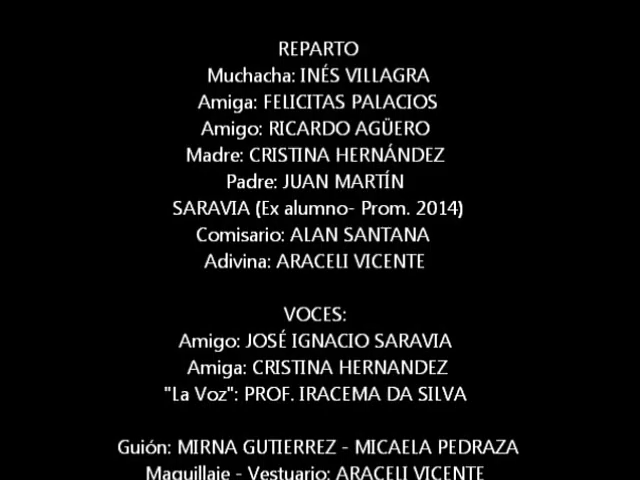 REPARTO
Muchacha: INÉS VILLAGRA
Amiga: FELICITAS PALACIOS
Amigo: RICARDO AGÜERO
Madre: CRISTINA HERNÁNDEZ
Padre: JUAN MARTÍN
SARAVIA (Ex alumno- Prom. 2014)
Comisario: ALAN SANTANA
Adivina: ARACELI VICENTE
VOCES:
Amigo: JOSÉ IGNACIO SARAVIA
Amiga: CRISTINA HERNANDEZ
"La Voz": PROF. IRACEMA DA SILVA
Guión: MIRNA GUTIERREZ - MICAELA PEDRAZA
Maquillaje - Vestuario: ARACELI VICENTE